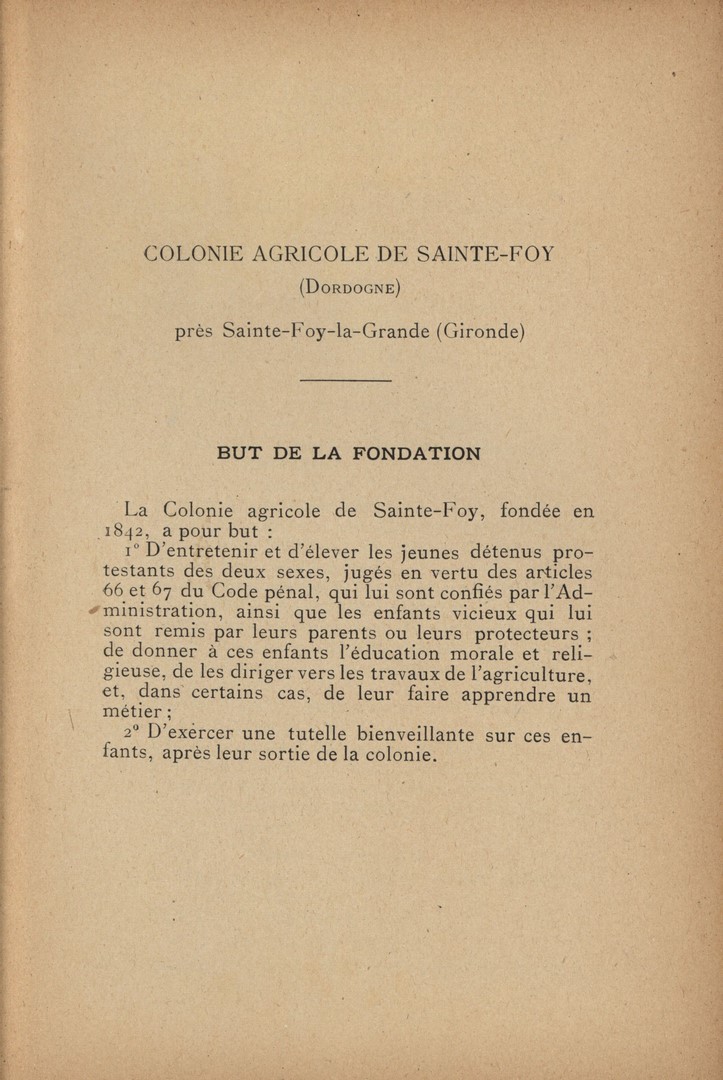 COLONIE AGRICOLE DE SAINTE-FOY
(DORDOGNE)
près Sainte-Foy-la-Grande (Gironde)
BUT DE LA FONDATION
La Colonie agricole de Sainte-Foy, fondée en
1842, a pour but :
1° D'entretenir et d'élever les jeunes détenus pro-
testants des deux sexes, jugés en vertu des articles
66 et 67 du Code pénal, qui lui sont confiés par l'Ad-
ministration, ainsi que les enfants vicieux qui lui
sont remis par leurs parents ou leurs protecteurs ;
de donner à ces enfants l'éducation morale et reli-
gieuse, de les diriger vers les travaux de l'agriculture,
et, dans certains cas, de leur faire apprendre un
métier ;
2° D'exercer une tutelle bienveillante sur ces en-
fants, après leur sortie de la colonie.